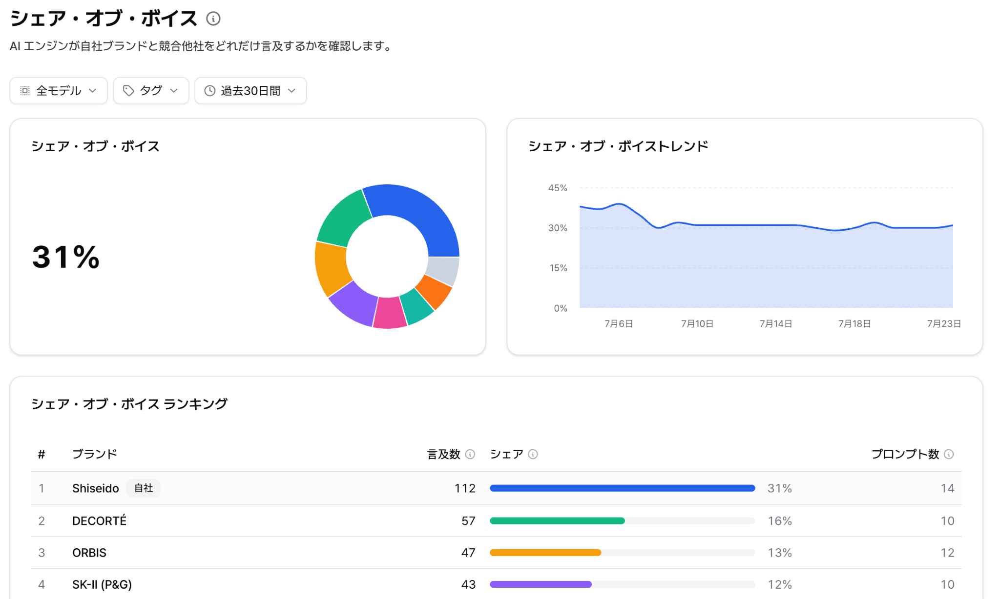 シェア・オブ・ボイス
AI エンジンが自社ブランドと競合他社をどれだけ言及するかを確認します。
全モデル タグ 過去30日間
シェア・オブ・ボイス
31%
シェア・オブ・ボイストレンド
45%
30%
15%
0%
7月6日 7月10日 7月14日 7月18日 7月23日
シェア・オブ・ボイス ランキング
# ブランド 言及数 シェア プロンプト数
1 Shiseido 自社 112 31% 14
2 DECORTÉ 57 16% 10
3 ORBIS 47 13% 12
4 SK-II (P&G) 43 12% 10